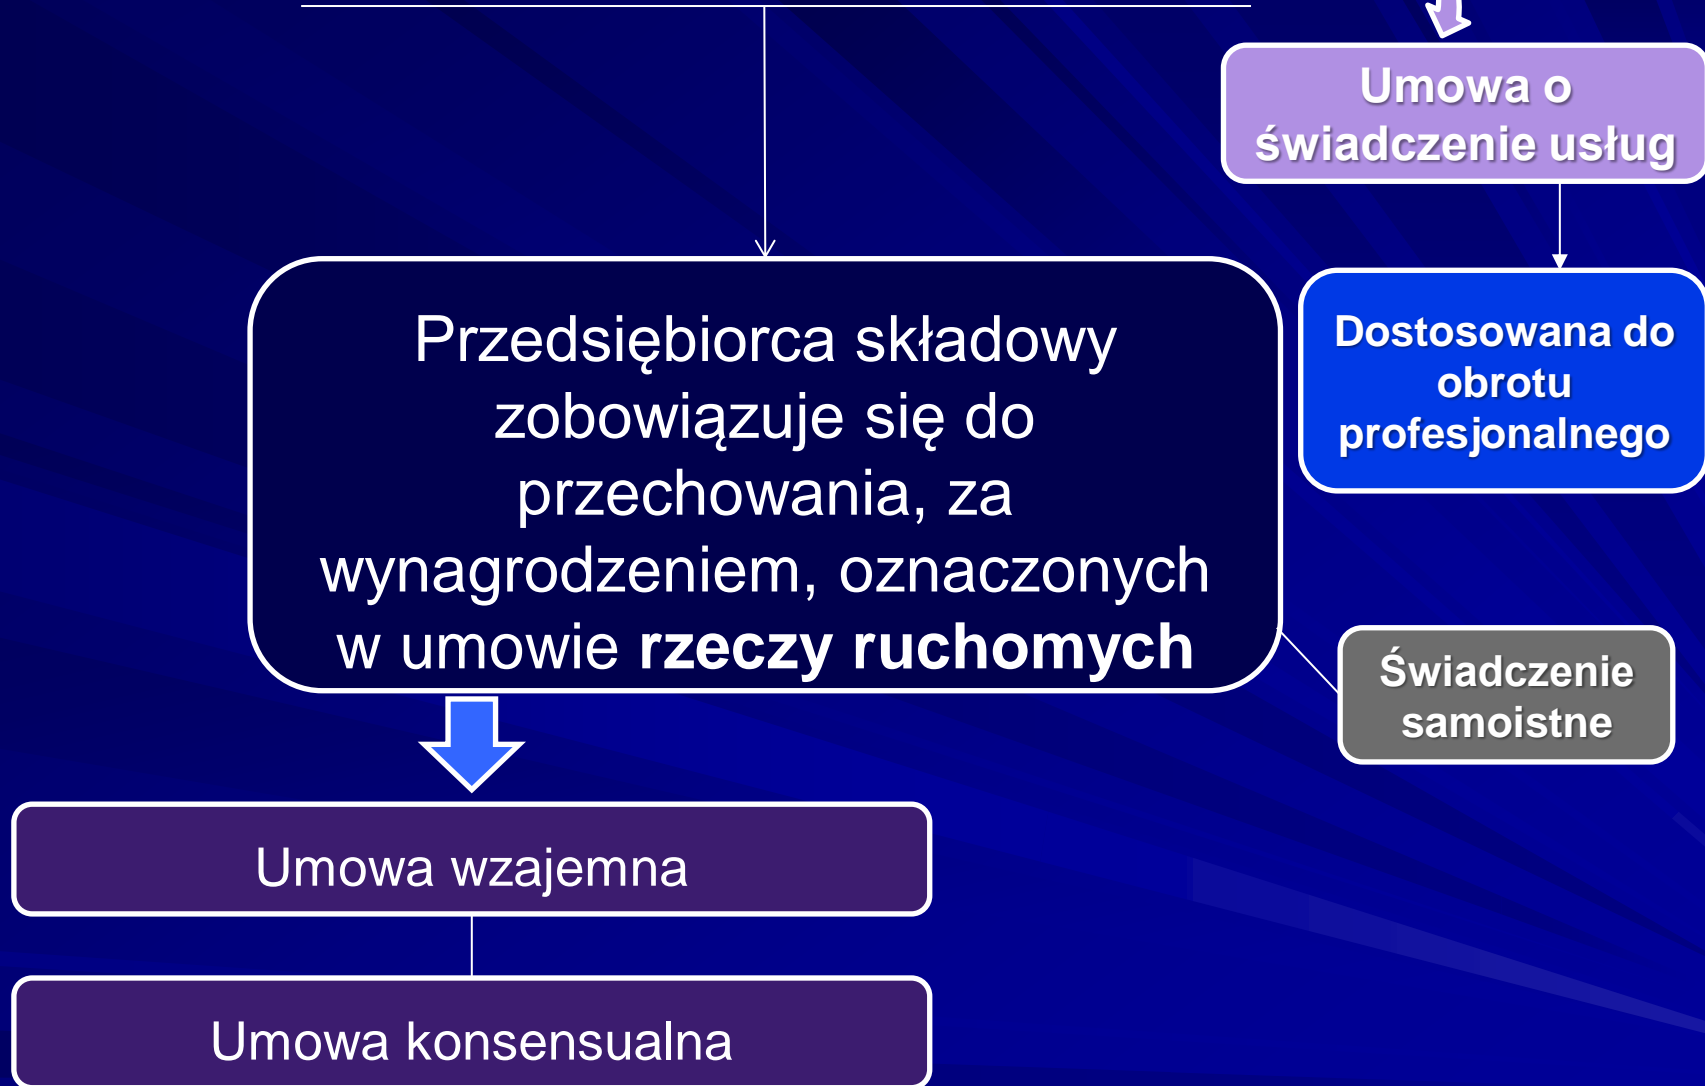 Umowa o
świadczenie usług
Dostosowana do
obrotu
profesjonalnego
Przedsiębiorca składowy
zobowiązuje się do
przechowania, za
wynagrodzeniem, oznaczonych
w umowie rzeczy ruchomych
Świadczenie
samoistne
Umowa wzajemna
Umowa konsensualna